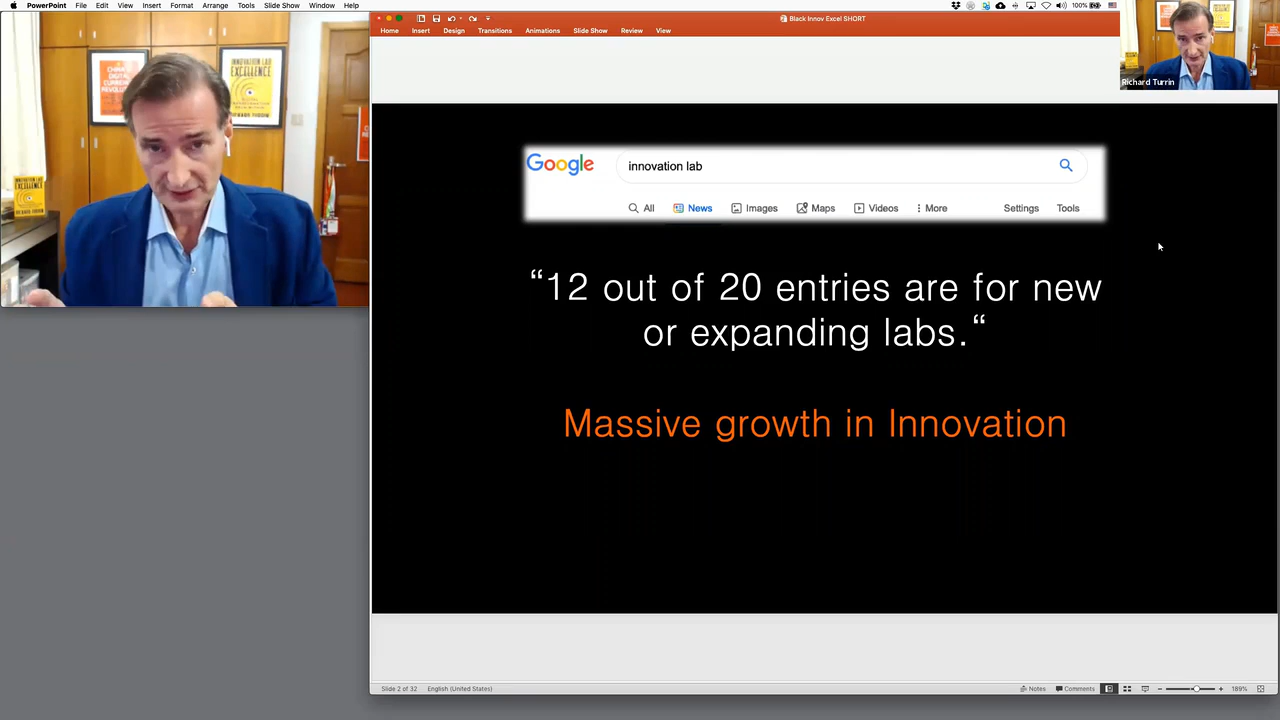 PowerPoint File Edit View Insert Format Arrange Tools Slide Show Window Help
100%
Black Innov Excel SHORT
Home Insert Design Transitions Animations Slide Show Review View
Richard Turrin
INNOVATION LAB
EXCELLENCE
Google
innovation lab
All News Images Maps Videos More Settings Tools
“12 out of 20 entries are for new
or expanding labs.“
Massive growth in Innovation
Slide 2 of 32 English (United States)
Notes Comments 189%